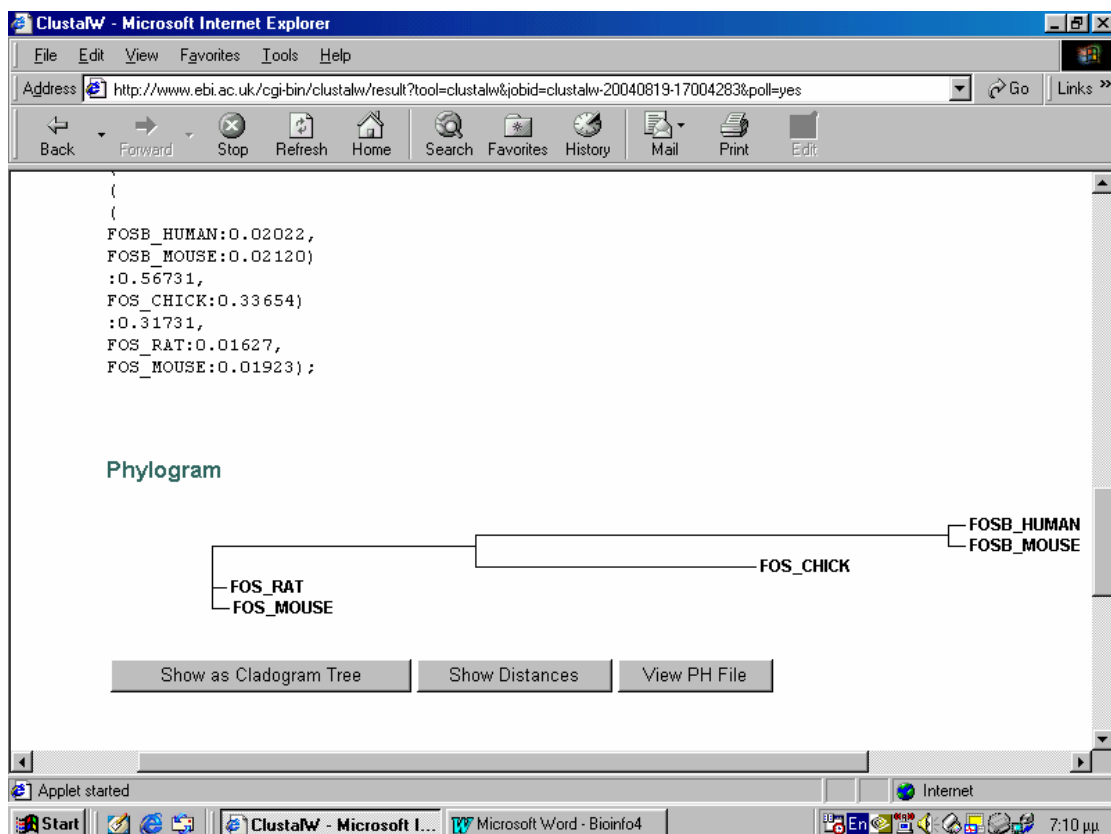 ClustalW - Microsoft Internet Explorer
File Edit View Favorites Tools Help
Address http://www.ebi.ac.uk/cgi-bin/clustalw/result?tool=clustalw&jobid=clustalw-20040819-17004283&poll=yes Go Links »
Back Forward Stop Refresh Home Search Favorites History Mail Print Edit
(
(
FOSB_HUMAN:0.02022,
FOSB_MOUSE:0.02120)
:0.56731,
FOS_CHICK:0.33654)
:0.31731,
FOS_RAT:0.01627,
FOS_MOUSE:0.01923);
Phylogram
FOSB_HUMAN
FOSB_MOUSE
FOS_CHICK
FOS_RAT
FOS_MOUSE
Show as Cladogram Tree Show Distances View PH File
Applet started Internet
Start ClustalW - Microsoft I... Microsoft Word - Bioinfo4 En 7:10 μμ